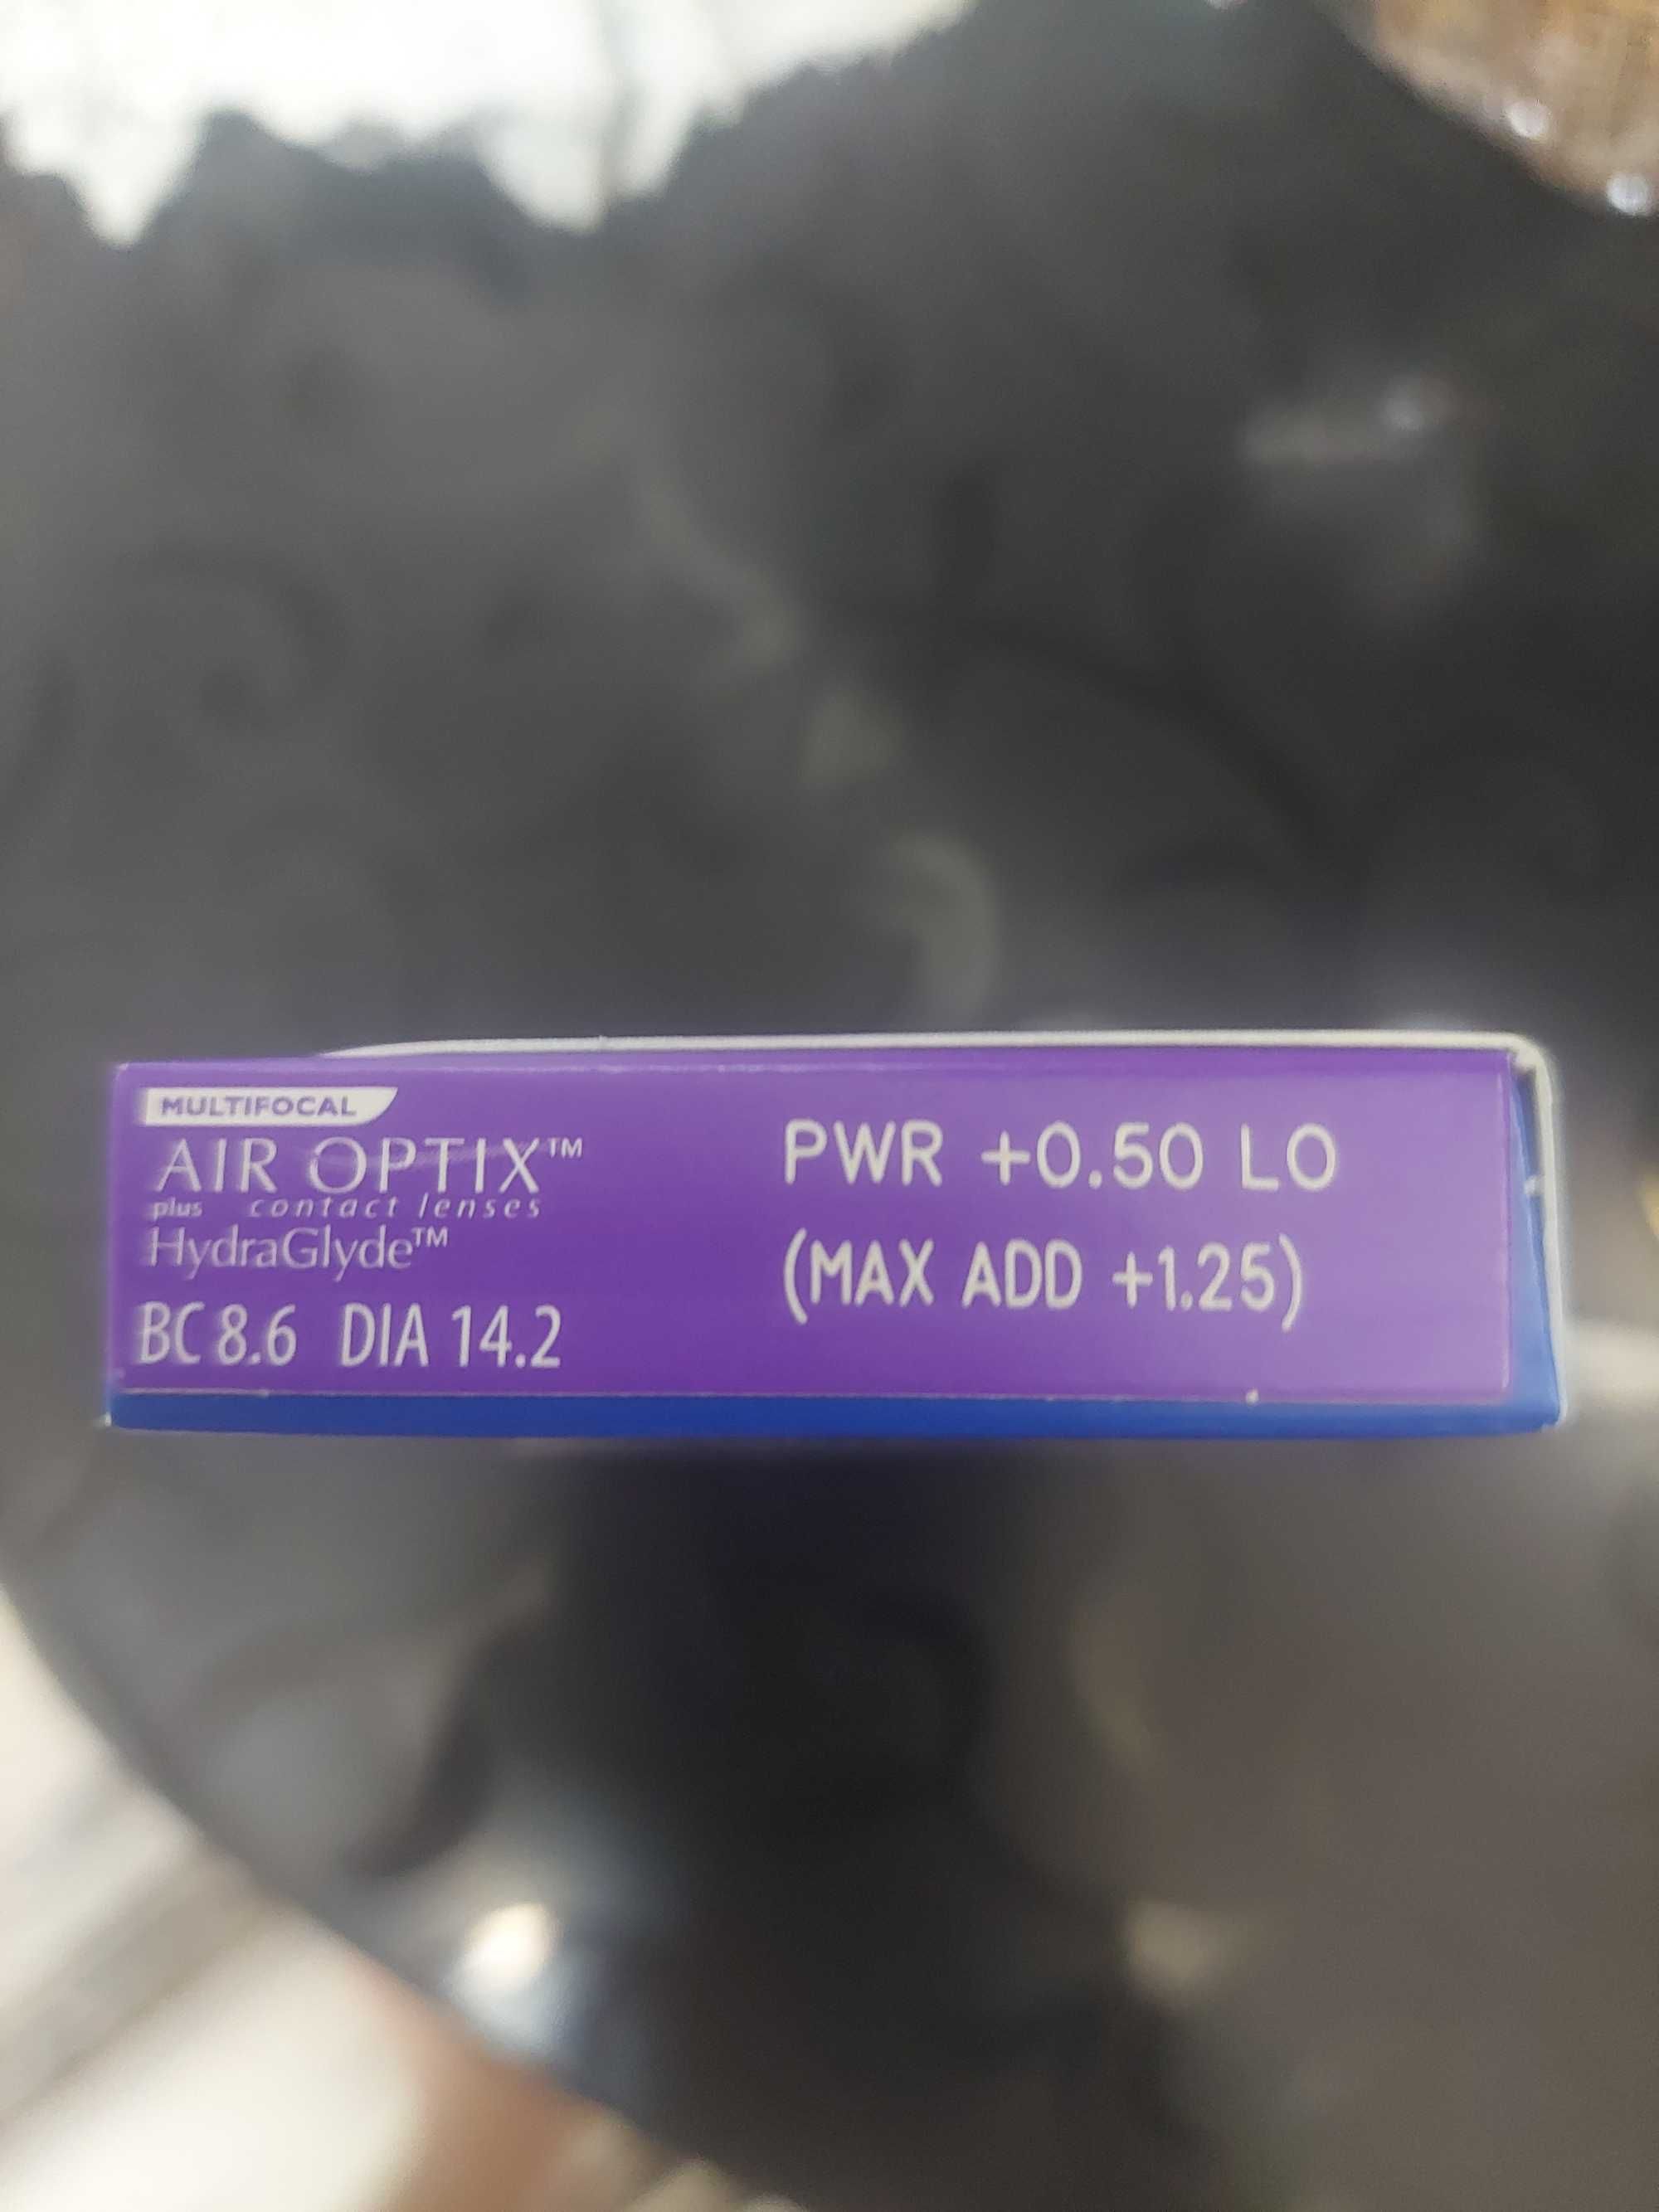 MULTIFOCAL
AIR OPTIX™
plus contact lenses
HydraGlyde™
BC 8.6 DIA 14.2
PWR +0.50 LO
(MAX ADD +1.25)